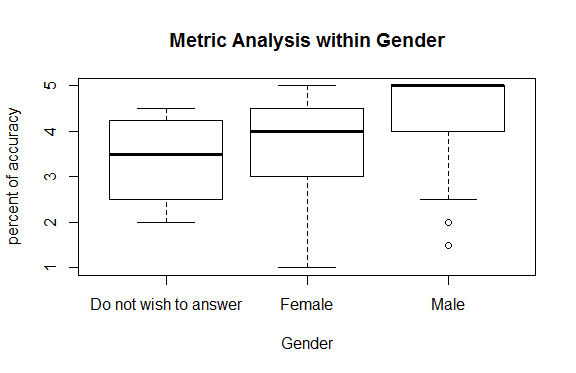 Metric Analysis within Gender
percent of accuracy
5
4
3
2
1
Do not wish to answer Female Male
Gender